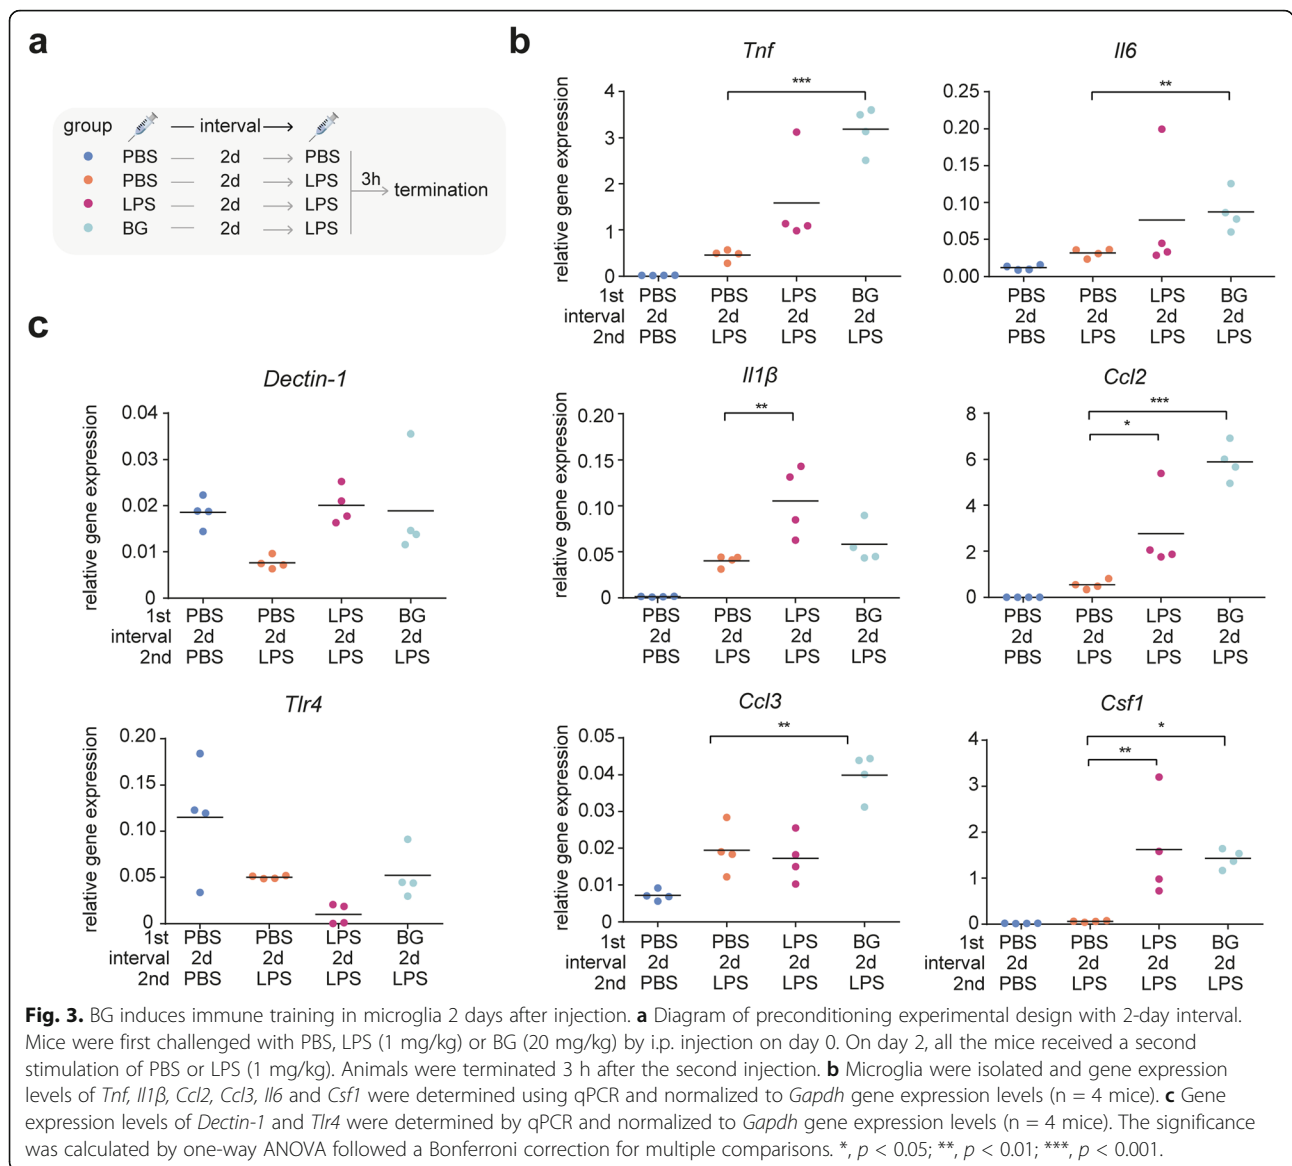 a
group — interval →
PBS — 2d → PBS
PBS — 2d → LPS
LPS — 2d → LPS
BG — 2d → LPS
3h
termination
b
Tnf
relative gene expression
4
3
2
1
0
***
1st PBS PBS LPS BG
interval 2d 2d 2d 2d
2nd PBS LPS LPS LPS
Il6
0.25
0.20
0.15
0.10
0.05
0.00
**
PBS PBS LPS BG
2d 2d 2d 2d
PBS LPS LPS LPS
Il1β
relative gene expression
0.20
0.15
0.10
0.05
0
**
1st PBS PBS LPS BG
interval 2d 2d 2d 2d
2nd PBS LPS LPS LPS
Ccl2
8
6
4
2
0
***
*
PBS PBS LPS BG
2d 2d 2d 2d
PBS LPS LPS LPS
Ccl3
relative gene expression
0.05
0.04
0.03
0.02
0.01
0
**
1st PBS PBS LPS BG
interval 2d 2d 2d 2d
2nd PBS LPS LPS LPS
Csf1
4
3
2
1
0
*
**
1st PBS PBS LPS BG
interval 2d 2d 2d 2d
2nd PBS LPS LPS LPS
c
Dectin-1
relative gene expression
0.04
0.03
0.02
0.01
0
1st PBS PBS LPS BG
interval 2d 2d 2d 2d
2nd PBS LPS LPS LPS
Tlr4
relative gene expression
0.20
0.10
0.05
0
1st PBS PBS LPS BG
interval 2d 2d 2d 2d
2nd PBS LPS LPS LPS
Fig. 3. BG induces immune training in microglia 2 days after injection. a Diagram of preconditioning experimental design with 2-day interval.
Mice were first challenged with PBS, LPS (1 mg/kg) or BG (20 mg/kg) by i.p. injection on day 0. On day 2, all the mice received a second
stimulation of PBS or LPS (1 mg/kg). Animals were terminated 3 h after the second injection. b Microglia were isolated and gene expression
levels of Tnf, Il1β, Ccl2, Ccl3, Il6 and Csf1 were determined using qPCR and normalized to Gapdh gene expression levels (n = 4 mice). c Gene
expression levels of Dectin-1 and Tlr4 were determined by qPCR and normalized to Gapdh gene expression levels (n = 4 mice). The significance
was calculated by one-way ANOVA followed a Bonferroni correction for multiple comparisons. *, p < 0.05; **, p < 0.01; ***, p < 0.001.